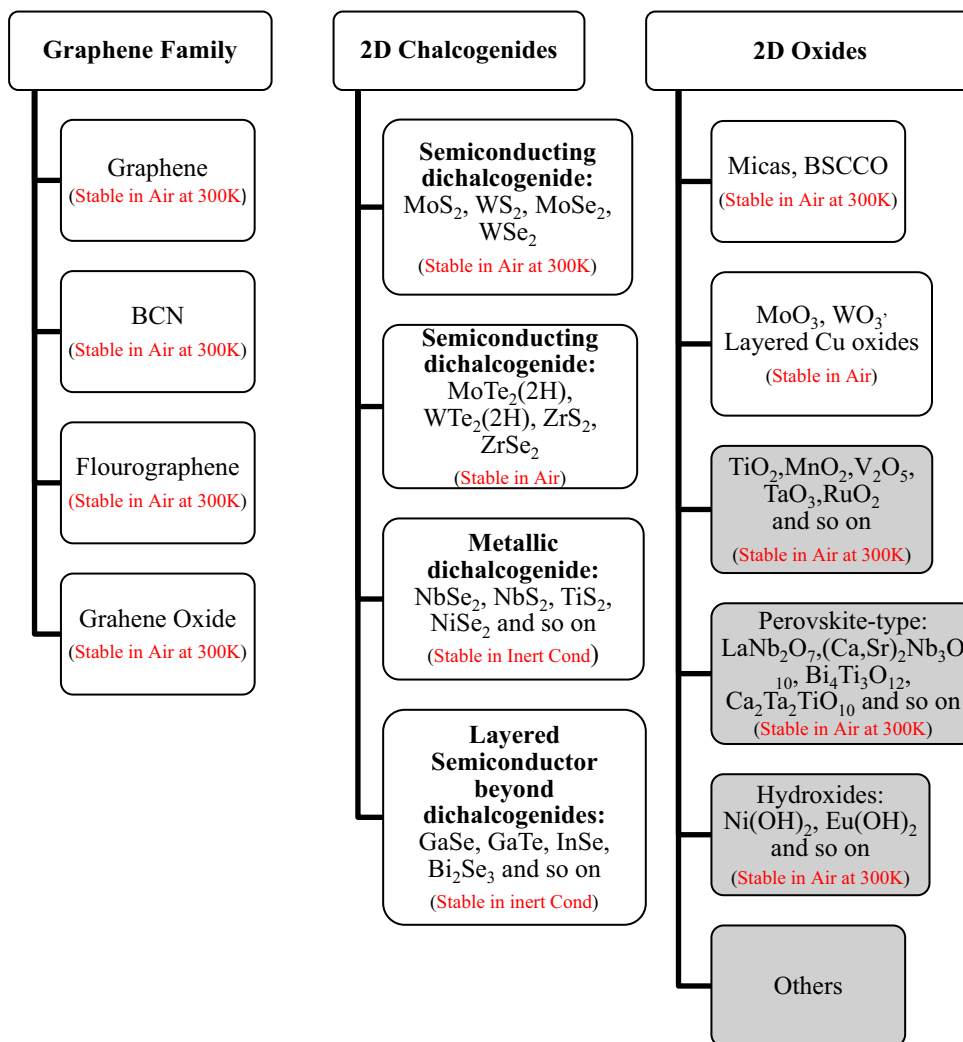 Graphene Family
Graphene
(Stable in Air at 300K)
BCN
(Stable in Air at 300K)
Flourographene
(Stable in Air at 300K)
Grahene Oxide
(Stable in Air at 300K)
2D Chalcogenides
Semiconducting
dichalcogenide:
MoS₂, WS₂, MoSe₂,
WSe₂
(Stable in Air at 300K)
Semiconducting
dichalcogenide:
MoTe₂(2H),
WTe₂(2H), ZrS₂,
ZrSe₂
(Stable in Air)
Metallic
dichalcogenide:
NbSe₂, NbS₂, TiS₂,
NiSe₂ and so on
(Stable in Inert Cond)
Layered
Semiconductor
beyond
dichalcogenides:
GaSe, GaTe, InSe,
Bi₂Se₃ and so on
(Stable in inert Cond)
2D Oxides
Micas, BSCCO
(Stable in Air at 300K)
MoO₃, WO₃,
Layered Cu oxides
(Stable in Air)
TiO₂,MnO₂,V₂O₅,
TaO₃,RuO₂
and so on
(Stable in Air at 300K)
Perovskite-type:
LaNb₂O₇,(Ca,Sr)₂Nb₃O
₁₀, Bi₄Ti₃O₁₂,
Ca₂Ta₂TiO₁₀ and so on
(Stable in Air at 300K)
Hydroxides:
Ni(OH)₂, Eu(OH)₂
and so on
(Stable in Air at 300K)
Others